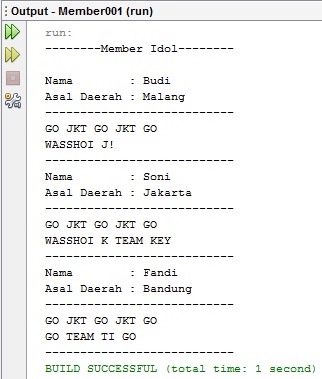 Output - Member001 (run)
run:
--------Member Idol--------
Nama        : Budi
Asal Daerah : Malang
---------------------------
GO JKT GO JKT GO
WASSHOI J!
---------------------------
Nama        : Soni
Asal Daerah : Jakarta
---------------------------
GO JKT GO JKT GO
WASSHOI K TEAM KEY
---------------------------
Nama        : Fandi
Asal Daerah : Bandung
---------------------------
GO JKT GO JKT GO
GO TEAM TI GO
---------------------------
BUILD SUCCESSFUL (total time: 1 second)